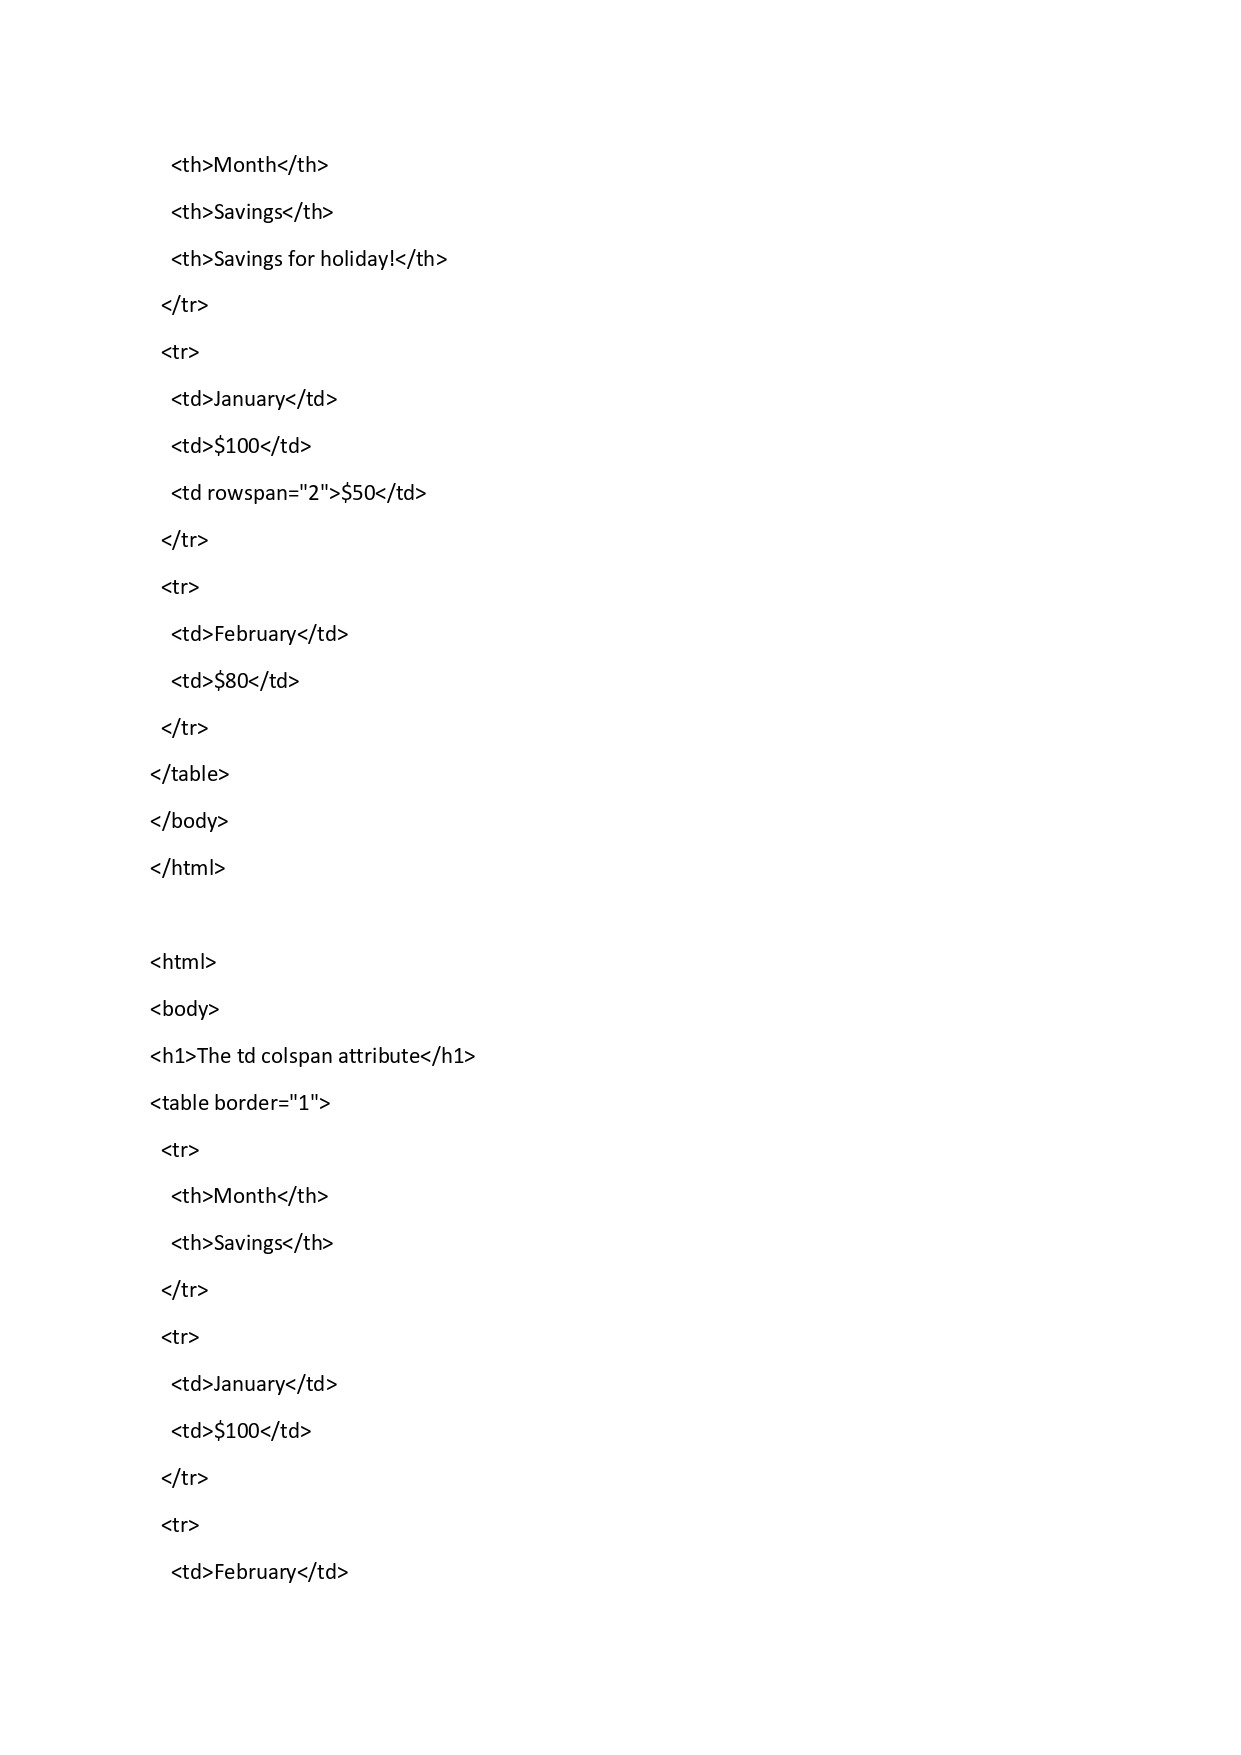 <th>Month</th>
<th>Savings</th>
<th>Savings for holiday!</th>
</tr>
<tr>
<td>January</td>
<td>$100</td>
<td rowspan="2">$50</td>
</tr>
<tr>
<td>February</td>
<td>$80</td>
</tr>
</table>
</body>
</html>
<html>
<body>
<h1>The td colspan attribute</h1>
<table border="1">
<tr>
<th>Month</th>
<th>Savings</th>
</tr>
<tr>
<td>January</td>
<td>$100</td>
</tr>
<tr>
<td>February</td>